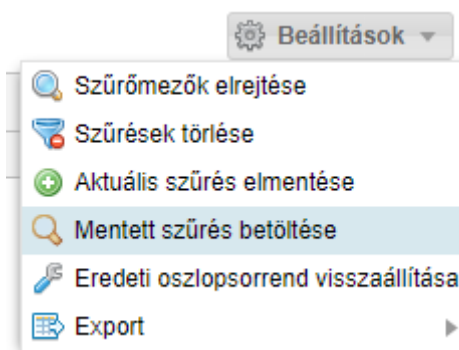 Beállítások
Szűrőmezők elrejtése
Szűrések törlése
Aktuális szűrés elmentése
Mentett szűrés betöltése
Eredeti oszlopsorrend visszaállítása
Export